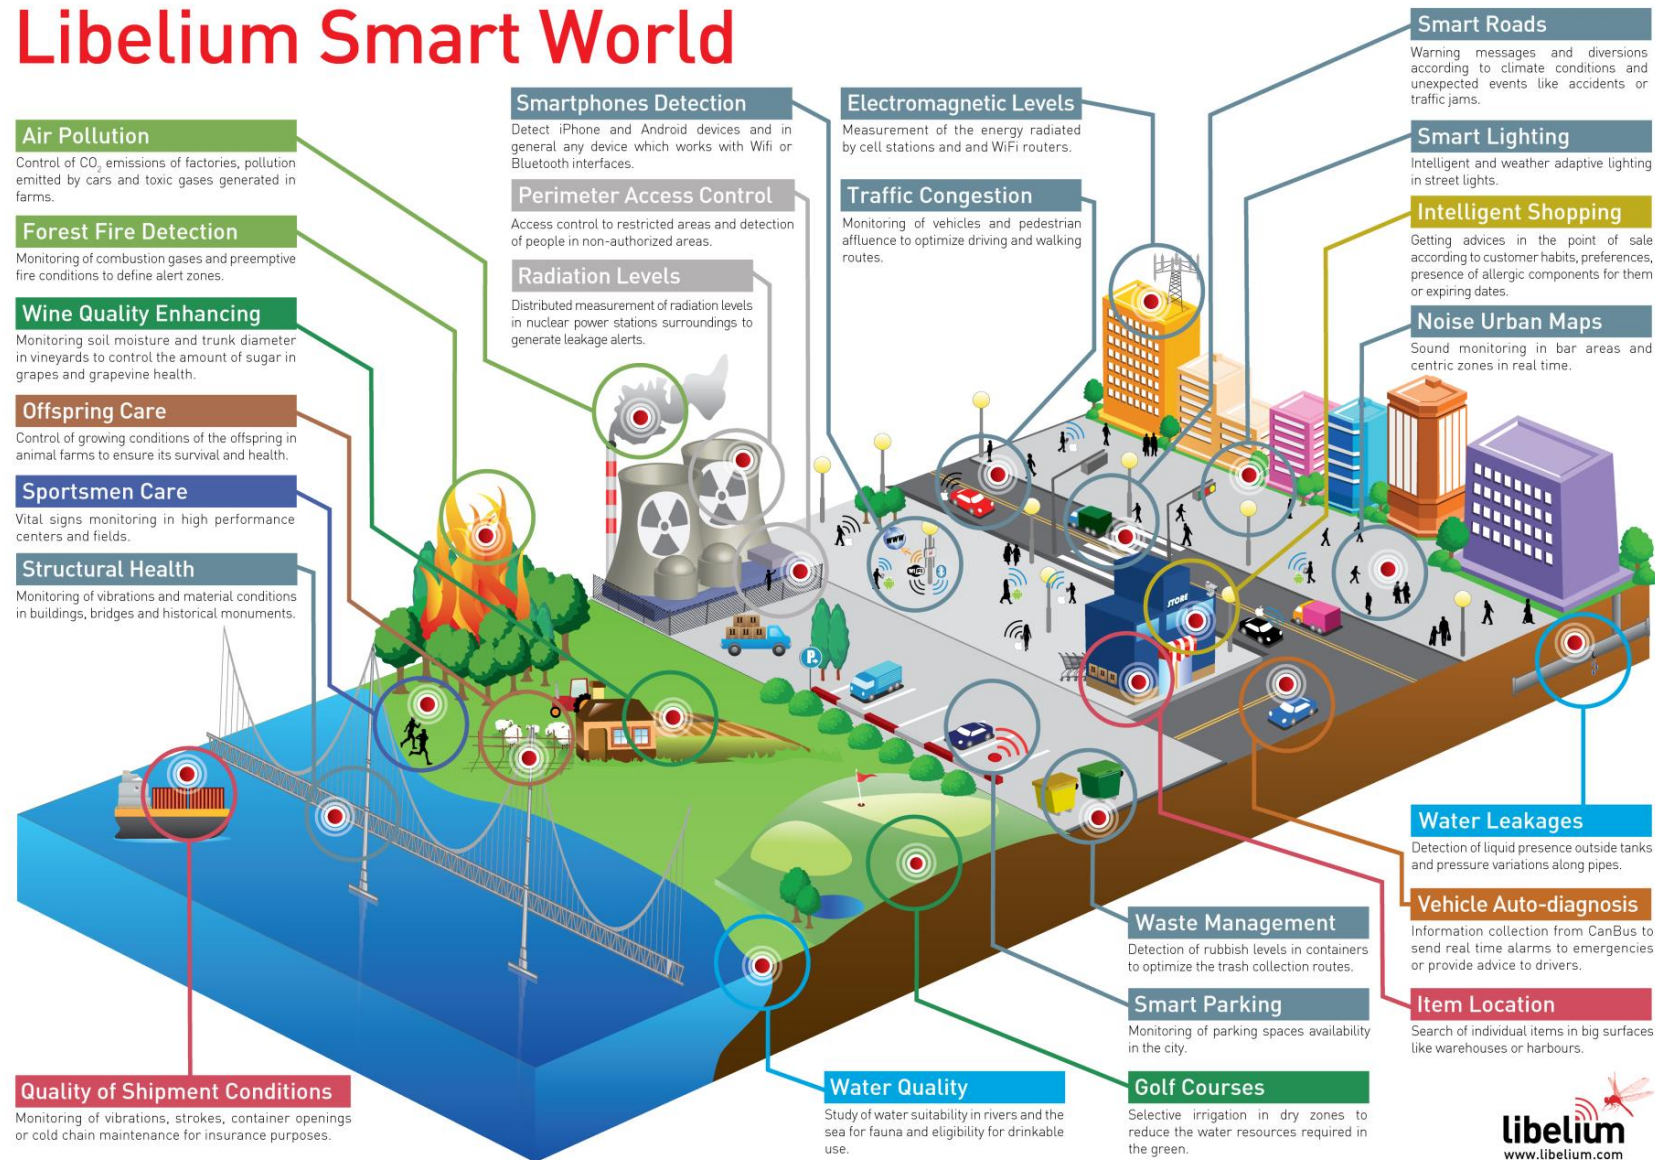 Libelium Smart World
Air Pollution
Control of CO₂ emissions of factories, pollution
emitted by cars and toxic gases generated in
farms.
Forest Fire Detection
Monitoring of combustion gases and preemptive
fire conditions to define alert zones.
Wine Quality Enhancing
Monitoring soil moisture and trunk diameter
in vineyards to control the amount of sugar in
grapes and grapevine health.
Offspring Care
Control of growing conditions of the offspring in
animal farms to ensure its survival and health.
Sportsmen Care
Vital signs monitoring in high performance
centers and fields.
Structural Health
Monitoring of vibrations and material conditions
in buildings, bridges and historical monuments.
Quality of Shipment Conditions
Monitoring of vibrations, strokes, container openings
or cold chain maintenance for insurance purposes.
Smartphones Detection
Detect iPhone and Android devices and in
general any device which works with Wifi or
Bluetooth interfaces.
Perimeter Access Control
Access control to restricted areas and detection
of people in non-authorized areas.
Radiation Levels
Distributed measurement of radiation levels
in nuclear power stations surroundings to
generate leakage alerts.
Electromagnetic Levels
Measurement of the energy radiated
by cell stations and and WiFi routers.
Traffic Congestion
Monitoring of vehicles and pedestrian
affluence to optimize driving and walking
routes.
Smart Roads
Warning messages and diversions
according to climate conditions and
unexpected events like accidents or
traffic jams.
Smart Lighting
Intelligent and weather adaptive lighting
in street lights.
Intelligent Shopping
Getting advices in the point of sale
according to customer habits, preferences,
presence of allergic components for them
or expiring dates.
Noise Urban Maps
Sound monitoring in bar areas and
centric zones in real time.
www
WiFi
STORE
P
Water Leakages
Detection of liquid presence outside tanks
and pressure variations along pipes.
Vehicle Auto-diagnosis
Information collection from CanBus to
send real time alarms to emergencies
or provide advice to drivers.
Item Location
Search of individual items in big surfaces
like warehouses or harbours.
Waste Management
Detection of rubbish levels in containers
to optimize the trash collection routes.
Smart Parking
Monitoring of parking spaces availability
in the city.
Golf Courses
Selective irrigation in dry zones to
reduce the water resources required in
the green.
Water Quality
Study of water suitability in rivers and the
sea for fauna and eligibility for drinkable
use.
libelium
www.libelium.com